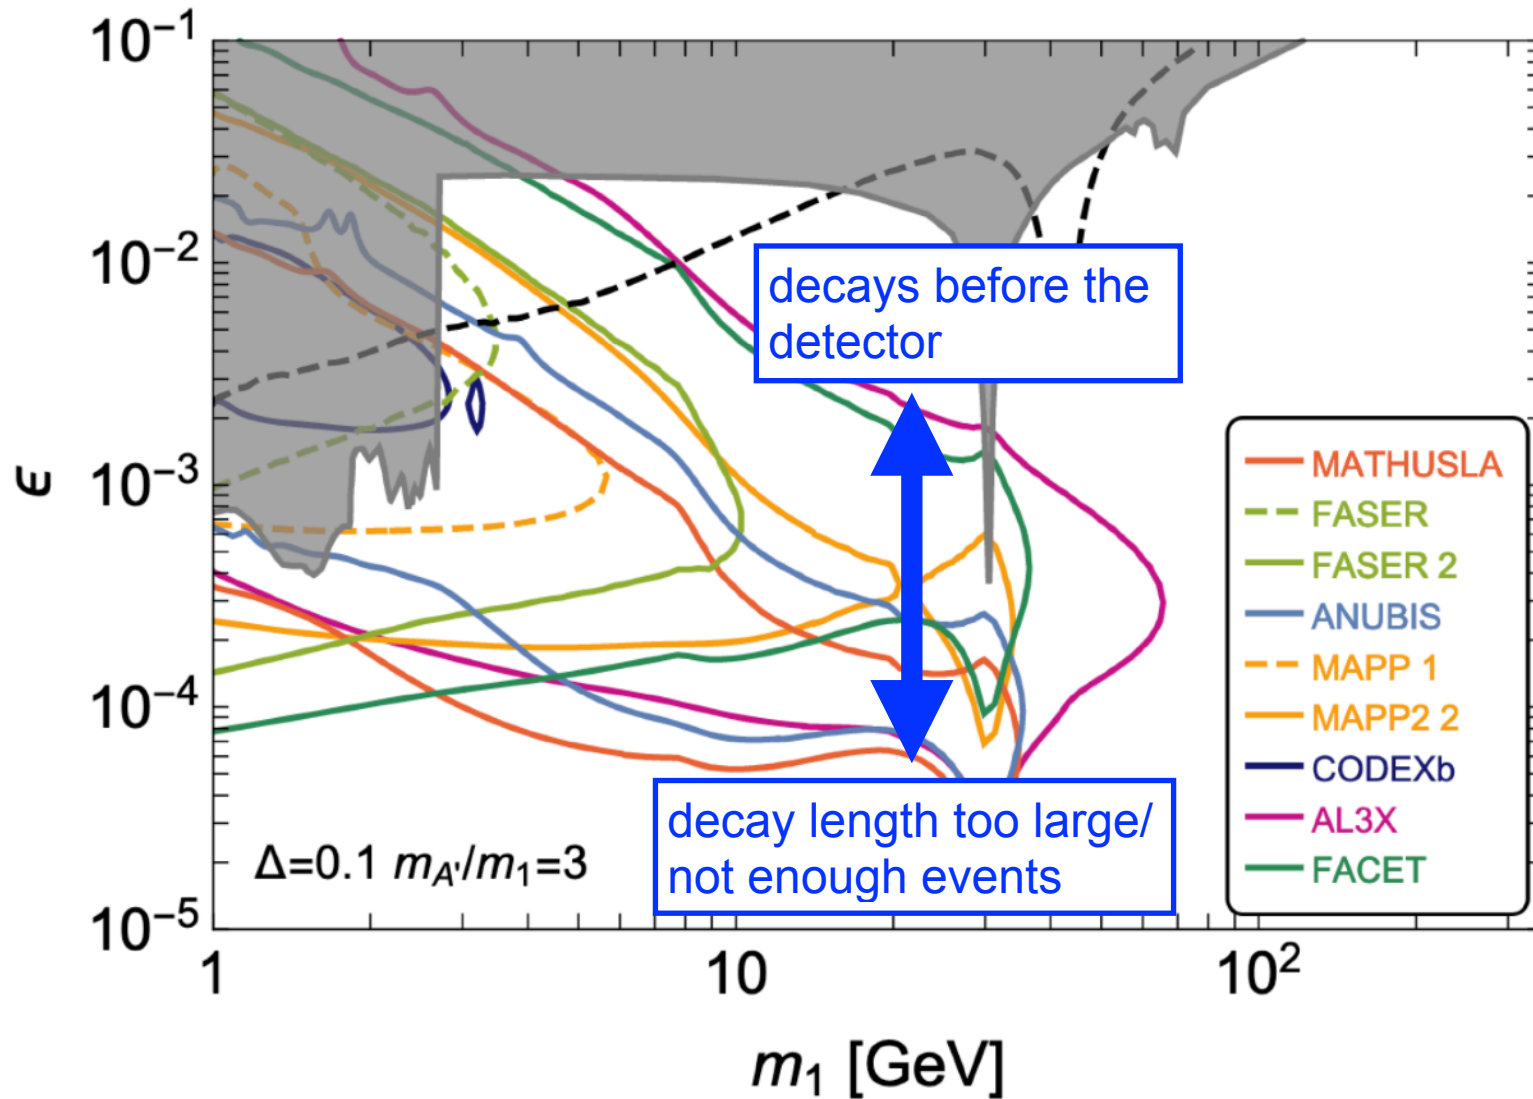 10⁻¹
10⁻²
10⁻³
10⁻⁴
10⁻⁵
ϵ
decays before the
detector
decay length too large/
not enough events
Δ=0.1 m_A'/m₁=3
MATHUSLA
FASER
FASER 2
ANUBIS
MAPP 1
MAPP2 2
CODEXb
AL3X
FACET
1
10
10²
m₁ [GeV]